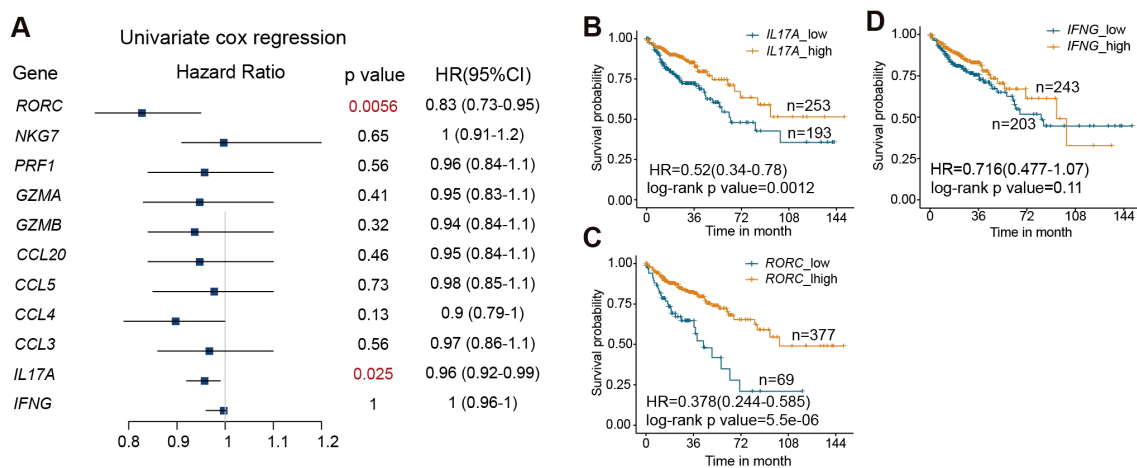 A
Univariate cox regression
Gene Hazard Ratio p value HR(95%CI)
RORC 0.0056 0.83 (0.73-0.95)
NKG7 0.65 1 (0.91-1.2)
PRF1 0.56 0.96 (0.84-1.1)
GZMA 0.41 0.95 (0.83-1.1)
GZMB 0.32 0.94 (0.84-1.1)
CCL20 0.46 0.95 (0.84-1.1)
CCL5 0.73 0.98 (0.85-1.1)
CCL4 0.13 0.9 (0.79-1)
CCL3 0.56 0.97 (0.86-1.1)
IL17A 0.025 0.96 (0.92-0.99)
IFNG 1 1 (0.96-1)
0.8 0.9 1 1.1 1.2
B
IL17A_low
IL17A_high
Survival probability
1.00
0.75
0.50
0.25
0.00
n=253
n=193
HR=0.52(0.34-0.78)
log-rank p value=0.0012
0 36 72 108 144
Time in month
C
RORC_low
RORC_lhigh
Survival probability
1.00
0.75
0.50
0.25
0.00
n=377
n=69
HR=0.378(0.244-0.585)
log-rank p value=5.5e-06
0 36 72 108 144
Time in month
D
IFNG_low
IFNG_high
Survival probability
1.00
0.75
0.50
0.25
0.00
n=243
n=203
HR=0.716(0.477-1.07)
log-rank p value=0.11
0 36 72 108 144
Time in month